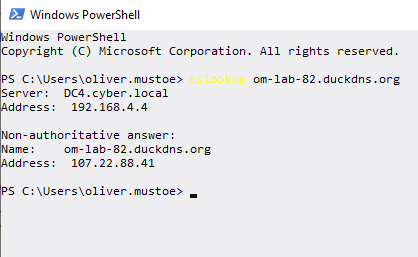 Windows PowerShell
Windows PowerShell
Copyright (C) Microsoft Corporation. All rights reserved.
PS C:\Users\oliver.mustoe> nslookup om-lab-82.duckdns.org
Server:  DC4.cyber.local
Address:  192.168.4.4
Non-authoritative answer:
Name:    om-lab-82.duckdns.org
Address:  107.22.88.41
PS C:\Users\oliver.mustoe>